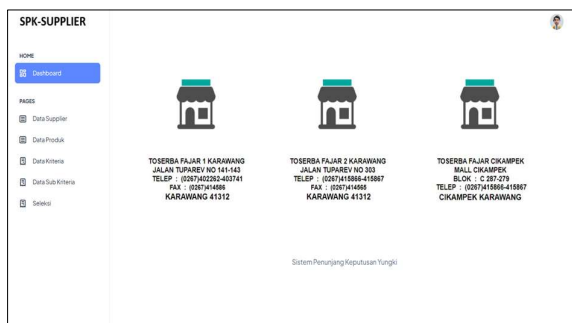 SPK-SUPPLIER
HOME
Dashboard
PAGES
Data Supplier
Data Produk
Data Kriteria
Data Sub Kriteria
Seleksi
TOSERBA FAJAR 1 KARAWANG
JALAN TUPAREV NO 141-143
TELEP : (0267)402262-403741
FAX : (0267)414586
KARAWANG 41312
TOSERBA FAJAR 2 KARAWANG
JALAN TUPAREV NO 303
TELEP : (0267)415866-415867
FAX : (0267)414565
KARAWANG 41312
TOSERBA FAJAR CIKAMPEK
MALL CIKAMPEK
BLOK : C 287-279
TELEP : (0267)415866-415867
CIKAMPEK KARAWANG
Sistem Penunjang Keputusan Yungki